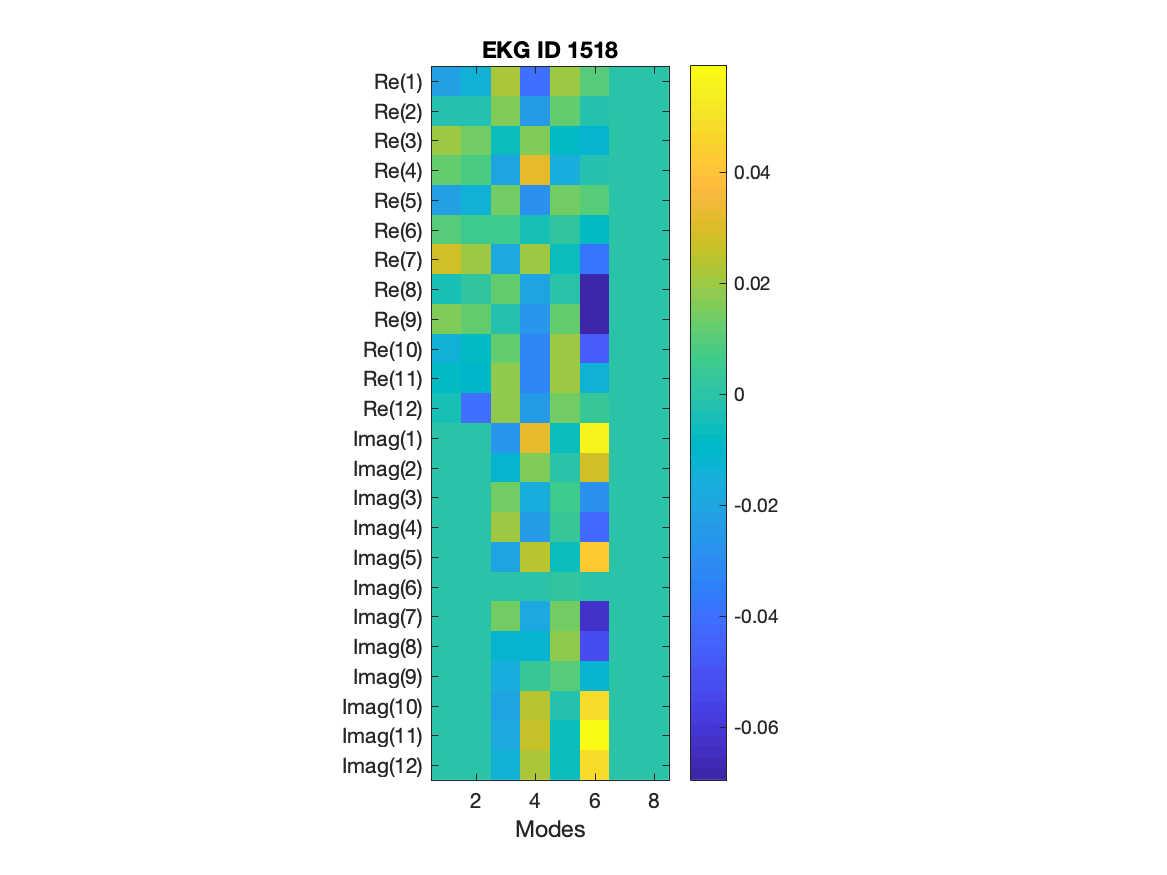 EKG ID 1518
Re(1)
Re(2)
Re(3)
Re(4)
Re(5)
Re(6)
Re(7)
Re(8)
Re(9)
Re(10)
Re(11)
Re(12)
Imag(1)
Imag(2)
Imag(3)
Imag(4)
Imag(5)
Imag(6)
Imag(7)
Imag(8)
Imag(9)
Imag(10)
Imag(11)
Imag(12)
2 4 6 8
Modes
0.04
0.02
0
-0.02
-0.04
-0.06